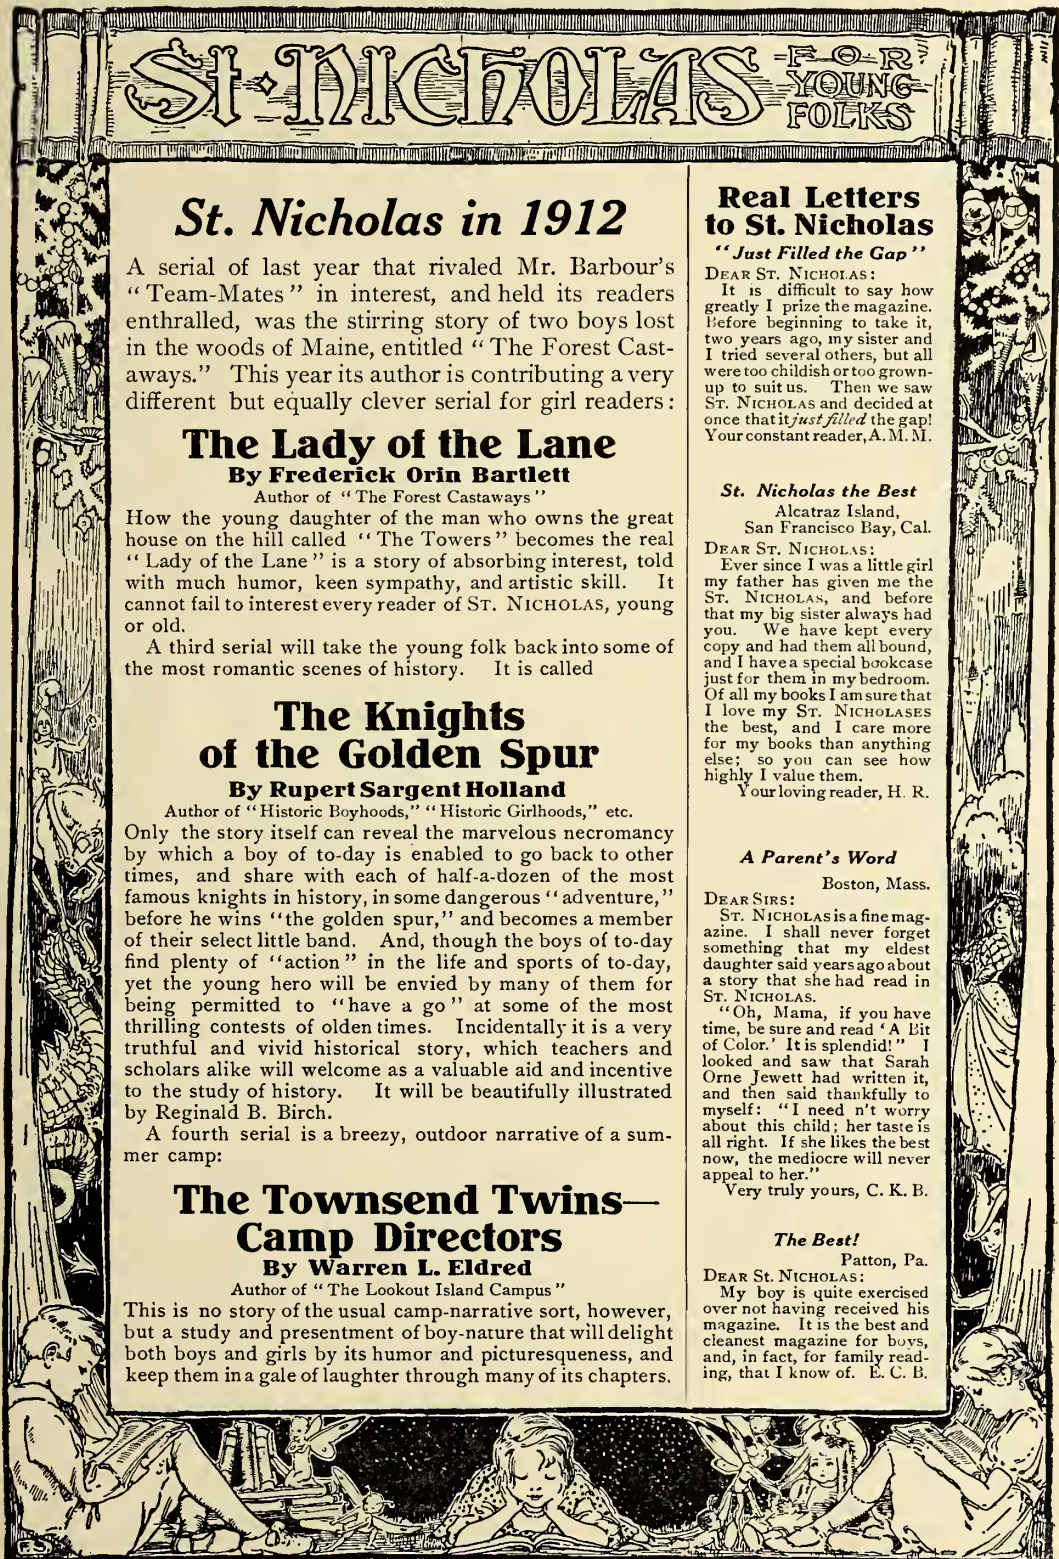 St. NICHOLAS FOR
YOUNG
FOLKS
St. Nicholas in 1912
A serial of last year that rivaled Mr. Barbour's
"Team-Mates" in interest, and held its readers
enthralled, was the stirring story of two boys lost
in the woods of Maine, entitled "The Forest Cast-
aways." This year its author is contributing a very
different but equally clever serial for girl readers:
The Lady of the Lane
By Frederick Orin Bartlett
Author of "The Forest Castaways"
How the young daughter of the man who owns the great
house on the hill called "The Towers" becomes the real
"Lady of the Lane" is a story of absorbing interest, told
with much humor, keen sympathy, and artistic skill. It
cannot fail to interest every reader of ST. NICHOLAS, young
or old.
A third serial will take the young folk back into some of
the most romantic scenes of history. It is called
The Knights
of the Golden Spur
By Rupert Sargent Holland
Author of "Historic Boyhoods," "Historic Girlhoods," etc.
Only the story itself can reveal the marvelous necromancy
by which a boy of to-day is enabled to go back to other
times, and share with each of half-a-dozen of the most
famous knights in history, in some dangerous "adventure,"
before he wins "the golden spur," and becomes a member
of their select little band. And, though the boys of to-day
find plenty of "action" in the life and sports of to-day,
yet the young hero will be envied by many of them for
being permitted to "have a go" at some of the most
thrilling contests of olden times. Incidentally it is a very
truthful and vivid historical story, which teachers and
scholars alike will welcome as a valuable aid and incentive
to the study of history. It will be beautifully illustrated
by Reginald B. Birch.
A fourth serial is a breezy, outdoor narrative of a sum-
mer camp:
The Townsend Twins—
Camp Directors
By Warren L. Eldred
Author of "The Lookout Island Campus"
This is no story of the usual camp-narrative sort, however,
but a study and presentment of boy-nature that will delight
both boys and girls by its humor and picturesqueness, and
keep them in a gale of laughter through many of its chapters.
Real Letters
to St. Nicholas
"Just Filled the Gap"
DEAR ST. NICHOLAS:
It is difficult to say how
greatly I prize the magazine.
Before beginning to take it,
two years ago, my sister and
I tried several others, but all
were too childish or too grown-
up to suit us. Then we saw
ST. NICHOLAS and decided at
once that it just filled the gap!
Your constant reader, A. M. M.
St. Nicholas the Best
Alcatraz Island,
San Francisco Bay, Cal.
DEAR ST. NICHOLAS:
Ever since I was a little girl
my father has given me the
ST. NICHOLAS, and before
that my big sister always had
you. We have kept every
copy and had them all bound,
and I have a special bookcase
just for them in my bedroom.
Of all my books I am sure that
I love my ST. NICHOLASES
the best, and I care more
for my books than anything
else; so you can see how
highly I value them.
Your loving reader, H. R.
A Parent's Word
Boston, Mass.
DEAR SIRS:
ST. NICHOLAS is a fine mag-
azine. I shall never forget
something that my eldest
daughter said years ago about
a story that she had read in
ST. NICHOLAS.
"Oh, Mama, if you have
time, be sure and read 'A Bit
of Color.' It is splendid!" I
looked and saw that Sarah
Orne Jewett had written it,
and then said thankfully to
myself: "I need n't worry
about this child; her taste is
all right. If she likes the best
now, the mediocre will never
appeal to her."
Very truly yours, C. K. B.
The Best!
Patton, Pa.
DEAR St. NICHOLAS:
My boy is quite exercised
over not having received his
magazine. It is the best and
cleanest magazine for boys,
and, in fact, for family read-
ing, that I know of. E. C. B.